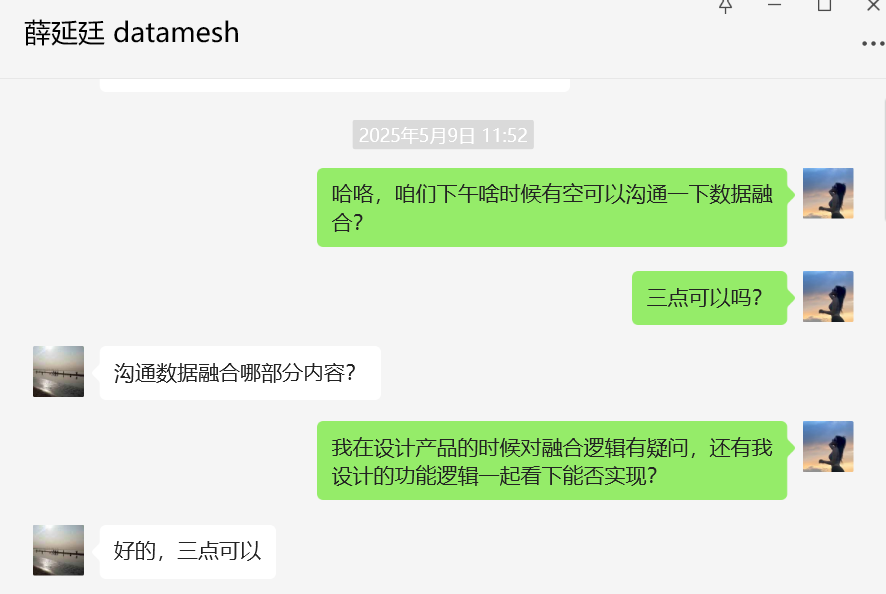 薛延廷 datamesh
2025年5月9日 11:52
哈咯，咱们下午啥时候有空可以沟通一下数据融
合？
三点可以吗？
沟通数据融合哪部分内容？
我在设计产品的时候对融合逻辑有疑问，还有我
设计的功能逻辑一起看下能否实现？
好的，三点可以